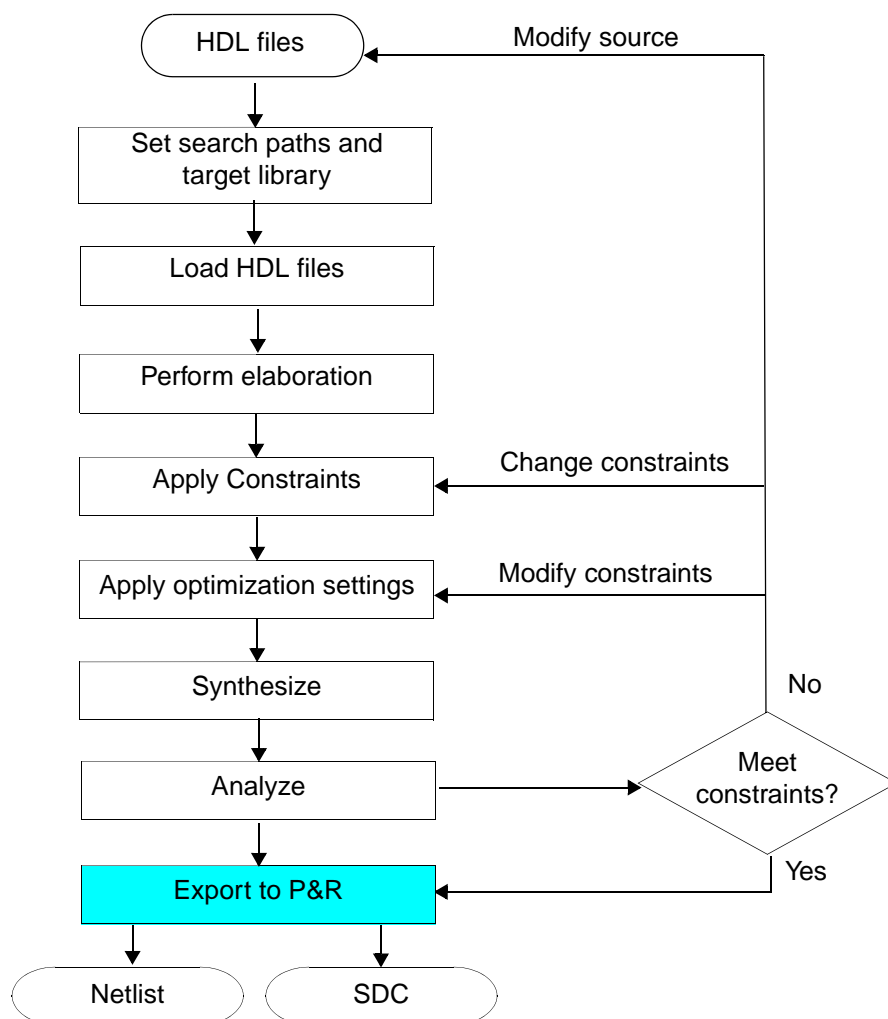 HDL files
Modify source
Set search paths and
target library
Load HDL files
Perform elaboration
Apply Constraints
Change constraints
Apply optimization settings
Modify constraints
Synthesize
No
Analyze
Meet
constraints?
Export to P&R
Yes
Netlist
SDC